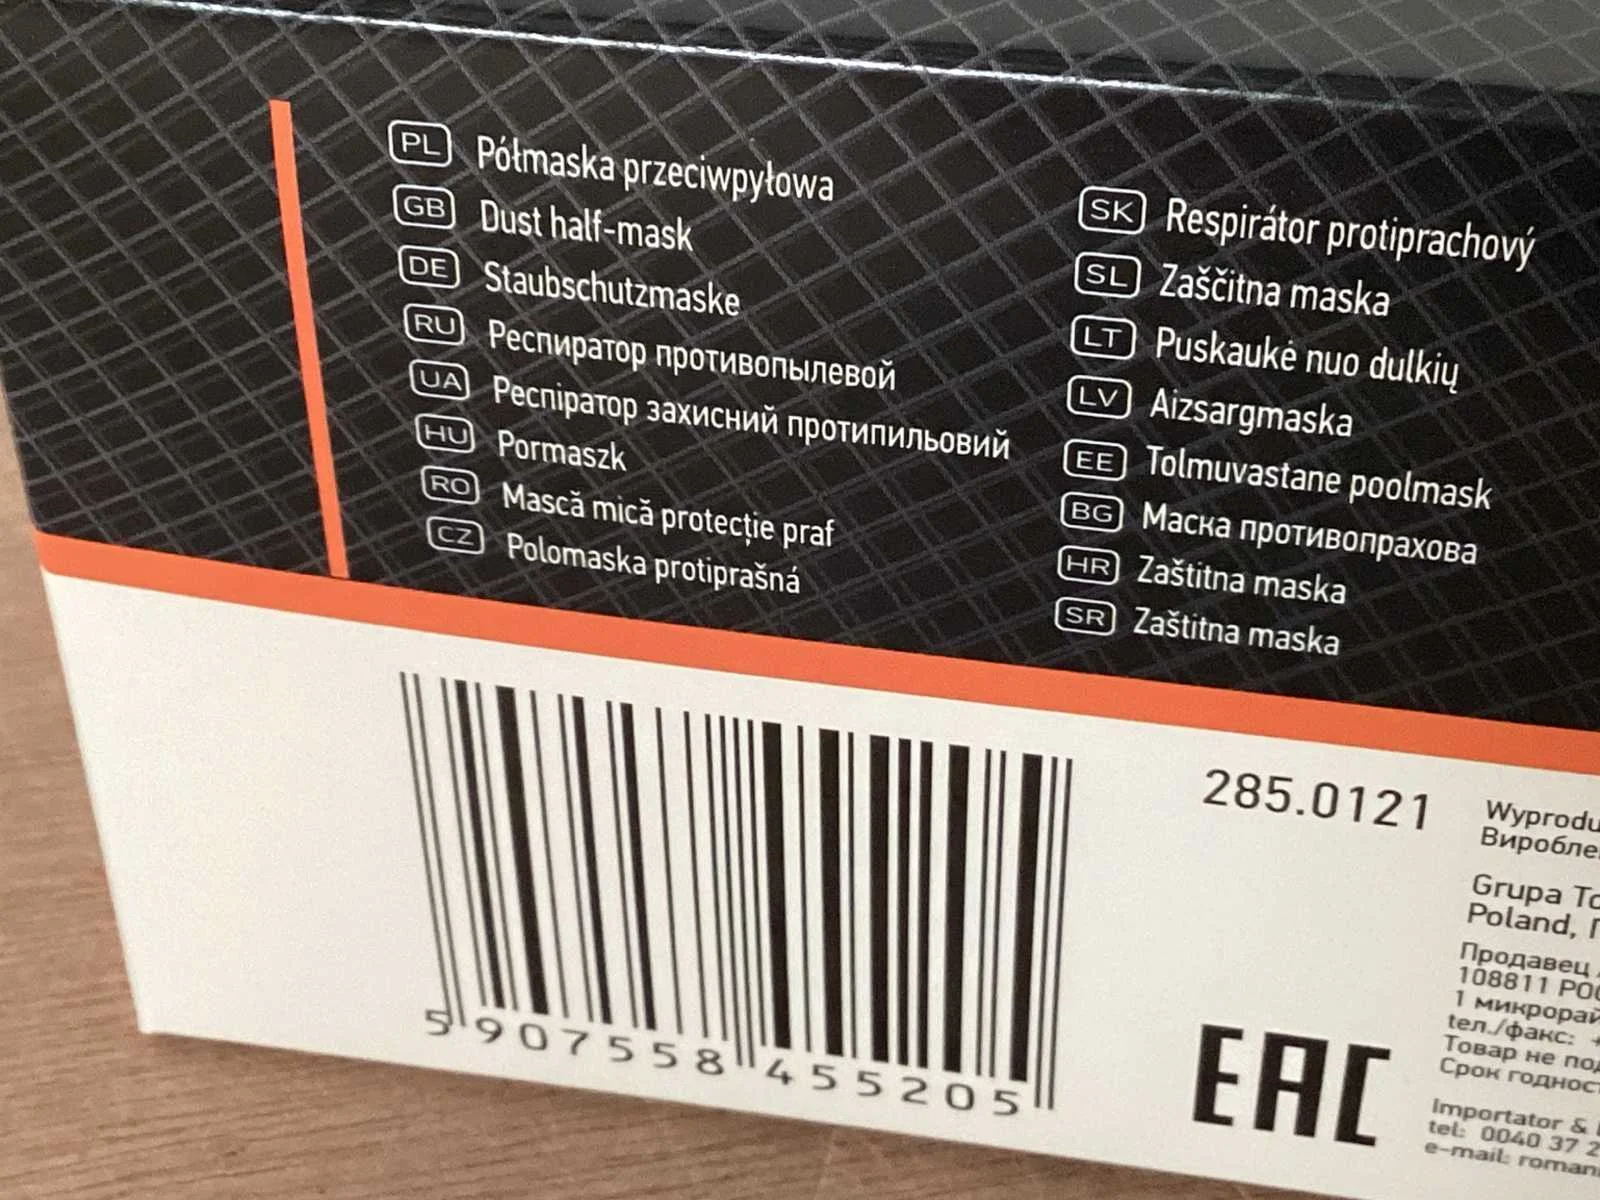 PL Półmaska przeciwpyłowa
GB Dust half-mask
DE Staubschutzmaske
RU Респиратор противопылевой
UA Респіратор захисний протипильовий
HU Pormaszk
RO Mască mică protecție praf
CZ Polomaska protiprašná
SK Respirátor protiprachový
SL Zaščitna maska
LT Puskaukė nuo dulkių
LV Aizsargmaska
EE Tolmuvastane poolmask
BG Маска противопрахова
HR Zaštitna maska
SR Zaštitna maska
5 907558 455205
285.0121
EAC
Grupa
Poland,
Продавец
108811
1
тел./факс:
Товар не
Срок
Importator &
tel: 0040 37
e-mail: